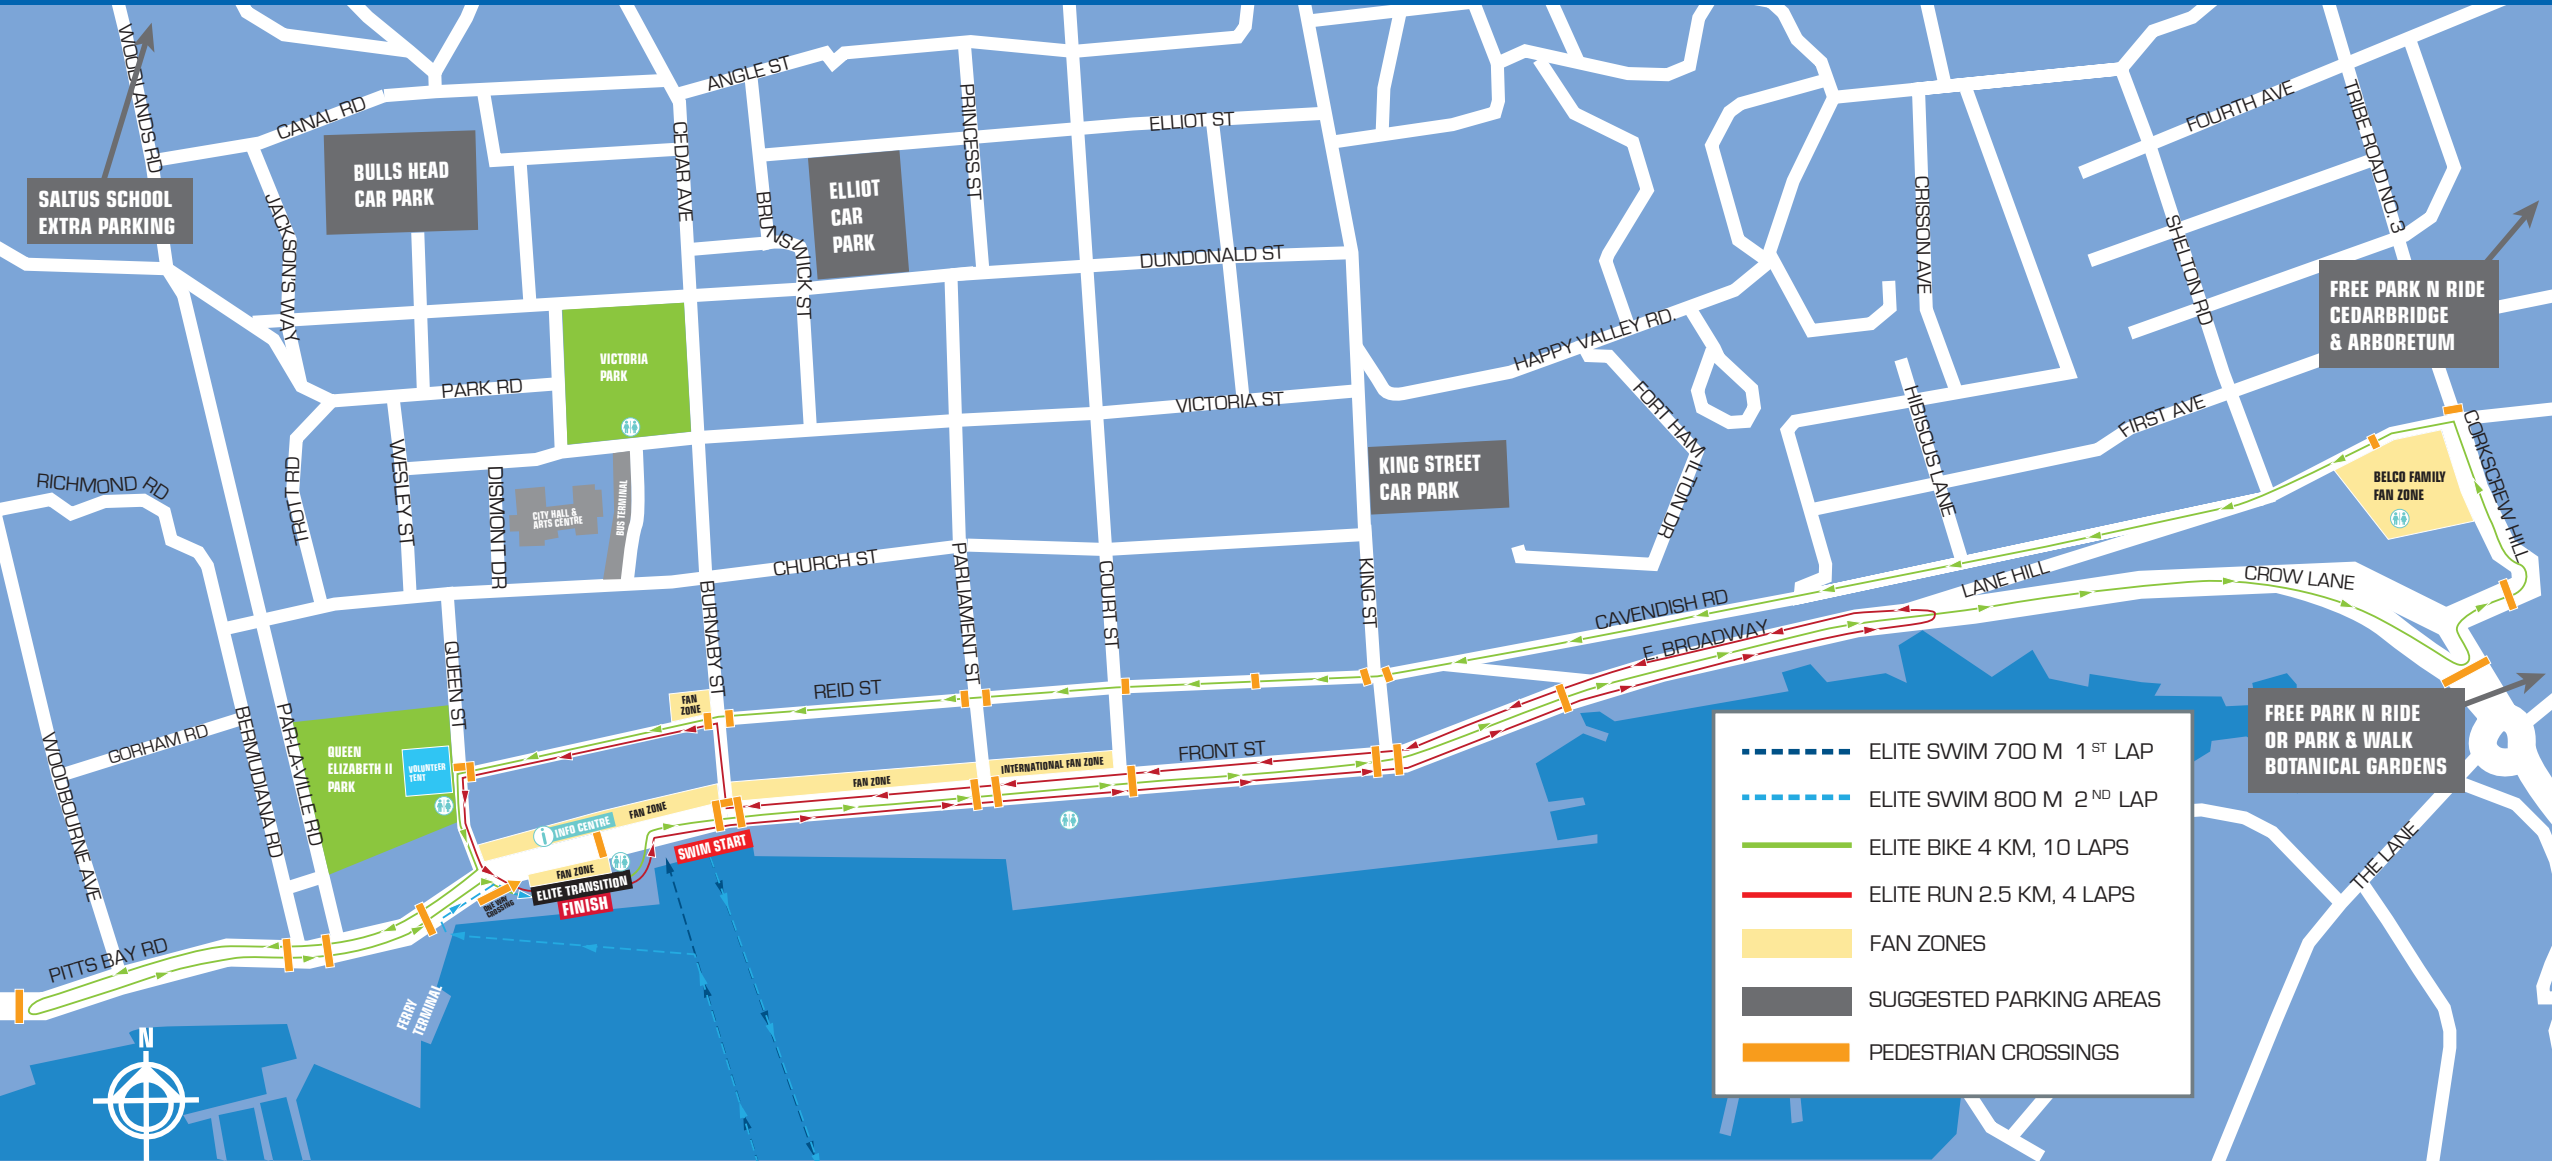 WOODLANDS RD
CANAL RD
ANGLE ST
SALTUS SCHOOL
EXTRA PARKING
BULLS HEAD
CAR PARK
JACKSON'S WAY
CEDAR AVE
BRUNSWICK ST
ELLIOT
CAR
PARK
PRINCESS ST
ELLIOT ST
DUNDONALD ST
FOURTH AVE
TRIBE ROAD NO. 3
CRISSON AVE
SHELTON RD
FREE PARK N RIDE
CEDARBRIDGE
& ARBORETUM
HAPPY VALLEY RD.
VICTORIA
PARK
PARK RD
VICTORIA ST
FORT HAMILTON DR
HIBISCUS LANE
FIRST AVE
CORKSCREW HILL
BELCO FAMILY
FAN ZONE
KING STREET
CAR PARK
RICHMOND RD
TROTT RD
WESLEY ST
DISMONT DR
CITY HALL &
ARTS CENTRE
BUS TERMINAL
CHURCH ST
BURNABY ST
PARLIAMENT ST
COURT ST
KING ST
CAVENDISH RD
LANE HILL
CROW LANE
E. BROADWAY
QUEEN ST
REID ST
FRONT ST
FAN
ZONE
INTERNATIONAL FAN ZONE
FAN ZONE
FAN ZONE
INFO CENTRE
FAN ZONE
ELITE TRANSITION
FINISH
SWIM START
ONE WAY
CROSSING
QUEEN
ELIZABETH II
PARK
VOLUNTEER
TENT
GORHAM RD
WOODBOURNE AVE
BERMUDIANA RD
PAR-LA-VILLE RD
PITTS BAY RD
FERRY
TERMINAL
N
FREE PARK N RIDE
OR PARK & WALK
BOTANICAL GARDENS
THE LANE
ELITE SWIM 700 M 1 ST LAP
ELITE SWIM 800 M 2 ND LAP
ELITE BIKE 4 KM, 10 LAPS
ELITE RUN 2.5 KM, 4 LAPS
FAN ZONES
SUGGESTED PARKING AREAS
PEDESTRIAN CROSSINGS